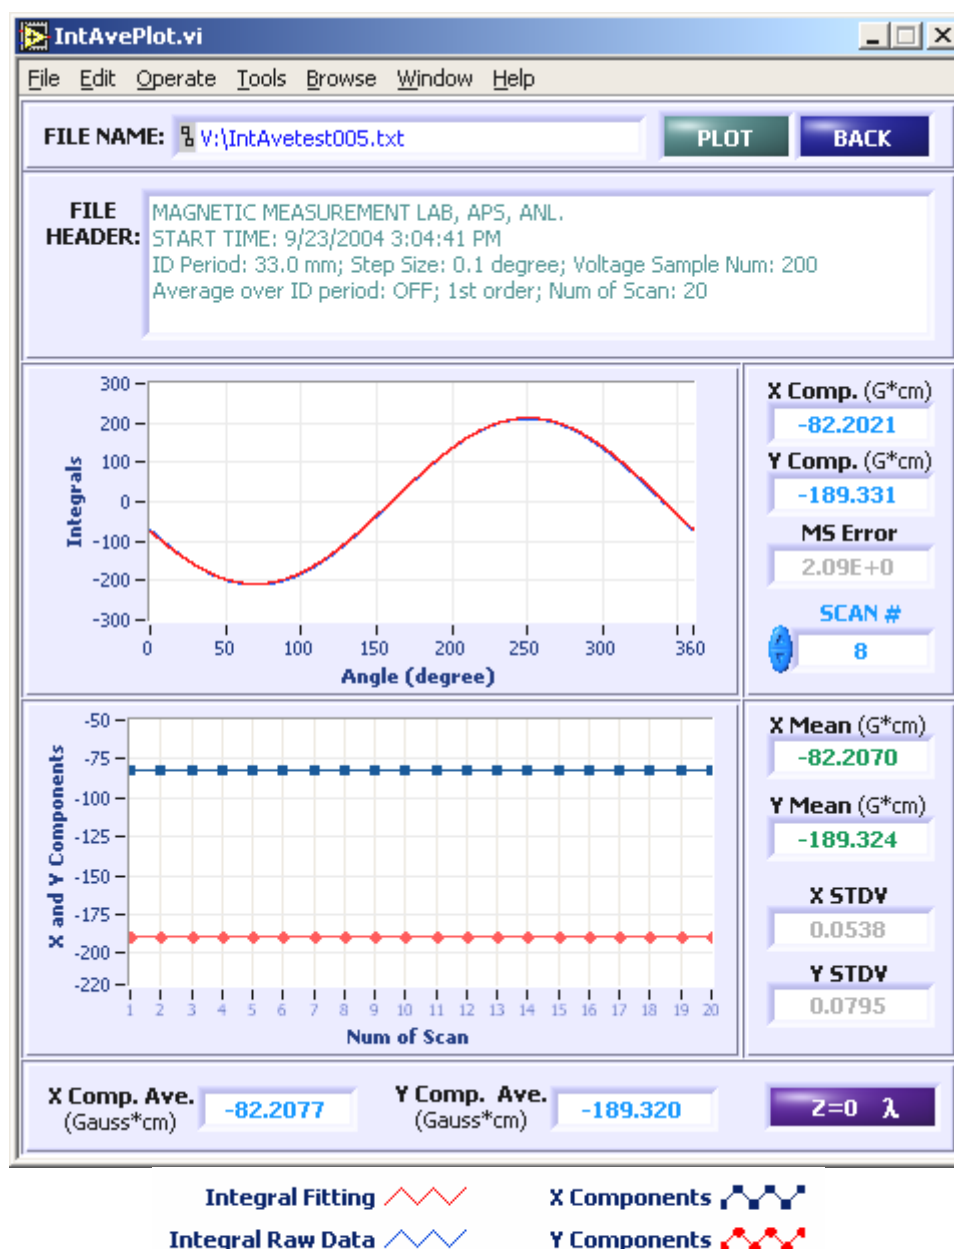 IntAvePlot.vi
File Edit Operate Tools Browse Window Help
FILE NAME: V:\IntAvetest005.txt PLOT BACK
FILE HEADER:
MAGNETIC MEASUREMENT LAB, APS, ANL.
START TIME: 9/23/2004 3:04:41 PM
ID Period: 33.0 mm; Step Size: 0.1 degree; Voltage Sample Num: 200
Average over ID period: OFF; 1st order; Num of Scan: 20
Integrals
300
200
100
0
-100
-200
-300
0 50 100 150 200 250 300 360
Angle (degree)
X Comp. (G*cm)
-82.2021
Y Comp. (G*cm)
-189.331
MS Error
2.09E+0
SCAN #
8
X and Y Components
-50
-75
-100
-125
-150
-175
-200
-220
1 2 3 4 5 6 7 8 9 10 11 12 13 14 15 16 17 18 19 20
Num of Scan
X Mean (G*cm)
-82.2070
Y Mean (G*cm)
-189.324
X STDV
0.0538
Y STDV
0.0795
X Comp. Ave. (Gauss*cm) -82.2077
Y Comp. Ave. (Gauss*cm) -189.320
Z=0 λ
Integral Fitting X Components
Integral Raw Data Y Components